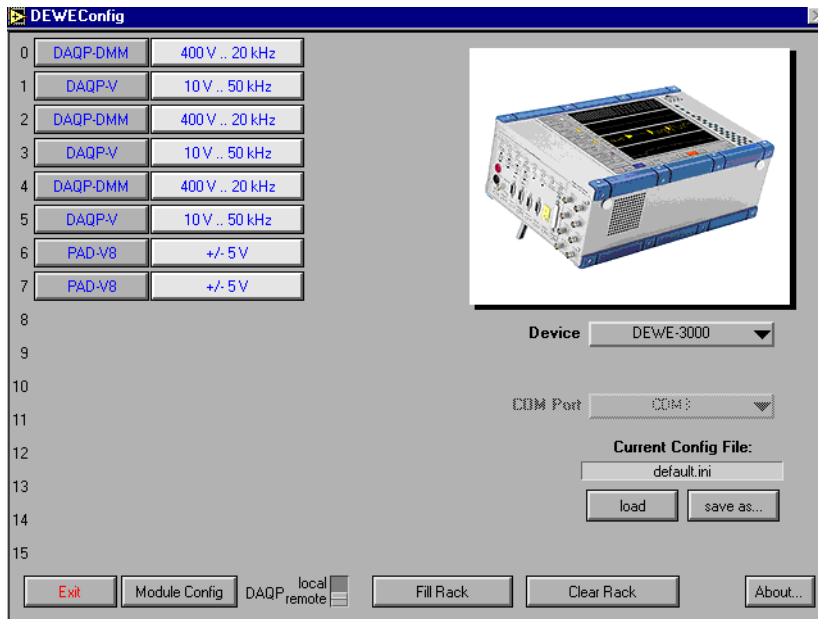 DEWEConfig
0 DAQP-DMM 400 V .. 20 kHz
1 DAQP-V 10 V .. 50 kHz
2 DAQP-DMM 400 V .. 20 kHz
3 DAQP-V 10 V .. 50 kHz
4 DAQP-DMM 400 V .. 20 kHz
5 DAQP-V 10 V .. 50 kHz
6 PAD-V8 +/- 5 V
7 PAD-V8 +/- 5 V
8
9
10
11
12
13
14
15
Device DEWE-3000
COM Port COM 3
Current Config File:
default.ini
load save as...
Exit Module Config DAQP local remote Fill Rack Clear Rack About...